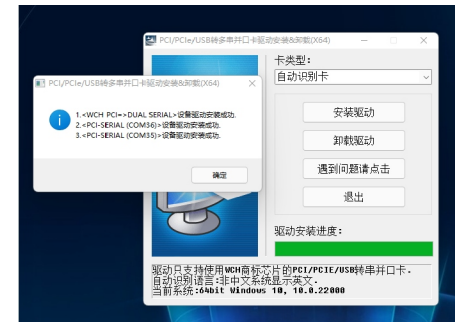 PCI/PCIe/USB转多串并口卡驱动安装&卸载(X64)
卡类型:
自动识别卡
安装驱动
卸载驱动
遇到问题请点击
退出
驱动安装进度:
驱动只支持使用WCH商标芯片的PCI/PCIE/USB转串并口卡.
自动识别语言:非中文系统显示英文.
当前系统:64bit Windows 10, 10.0.22000
PCI/PCIe/USB转多串并口卡驱动安装&卸载(X64)
1.<WCH PCI=>DUAL SERIAL>设备驱动安装成功.
2.<PCI-SERIAL (COM36)>设备驱动安装成功.
3.<PCI-SERIAL (COM35)>设备驱动安装成功.
确定